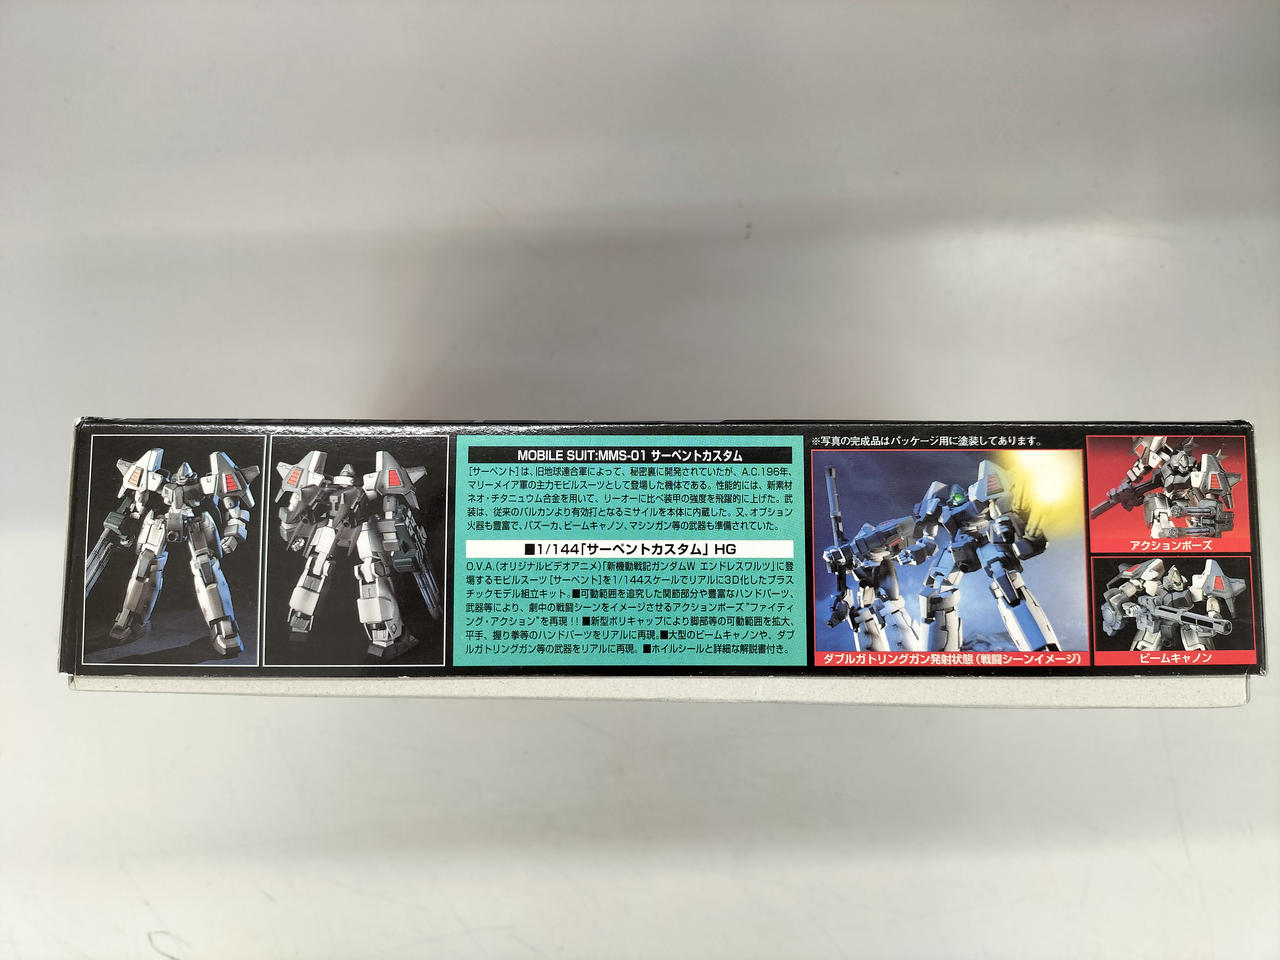 MOBILE SUIT:MMS-01 サーペントカスタム
[サーペント]は、旧地球連合軍によって、秘密裏に開発されていたが、A.C.196年、
マリーメイア軍の主力モビルスーツとして登場した機体である。性能的には、新素材
ネオ・チタニュウム合金を用いて、リーオーに比べ装甲の強度を飛躍的に上げた。武
装は、従来のバルカンより有効打となるミサイルを本体に内蔵した。又、オプション
火器も豊富で、バズーカ、ビームキャノン、マシンガン等の武器も準備されていた。
■1/144「サーペントカスタム」HG
O.V.A.(オリジナルビデオアニメ)「新機動戦記ガンダムW エンドレスワルツ」に登
場するモビルスーツ[サーペント]を1/144スケールでリアルに3D化したプラス
チックモデル組立キット。■可動範囲を追究した関節部分や豊富なハンドパーツ、
武器等により、劇中の戦闘シーンをイメージさせるアクションポーズ"ファイティ
ング・アクション"を再現!!■新型ポリキャップにより脚部等の可動範囲を拡大、
平手、握り拳等のハンドパーツをリアルに再現。■大型のビームキャノンや、ダブ
ルガトリングガン等の武器をリアルに再現。■ホイルシールと詳細な解説書付き。
※写真の完成品はパッケージ用に塗装してあります。
ダブルガトリングガン発射状態(戦闘シーンイメージ)
アクションポーズ
ビームキャノン